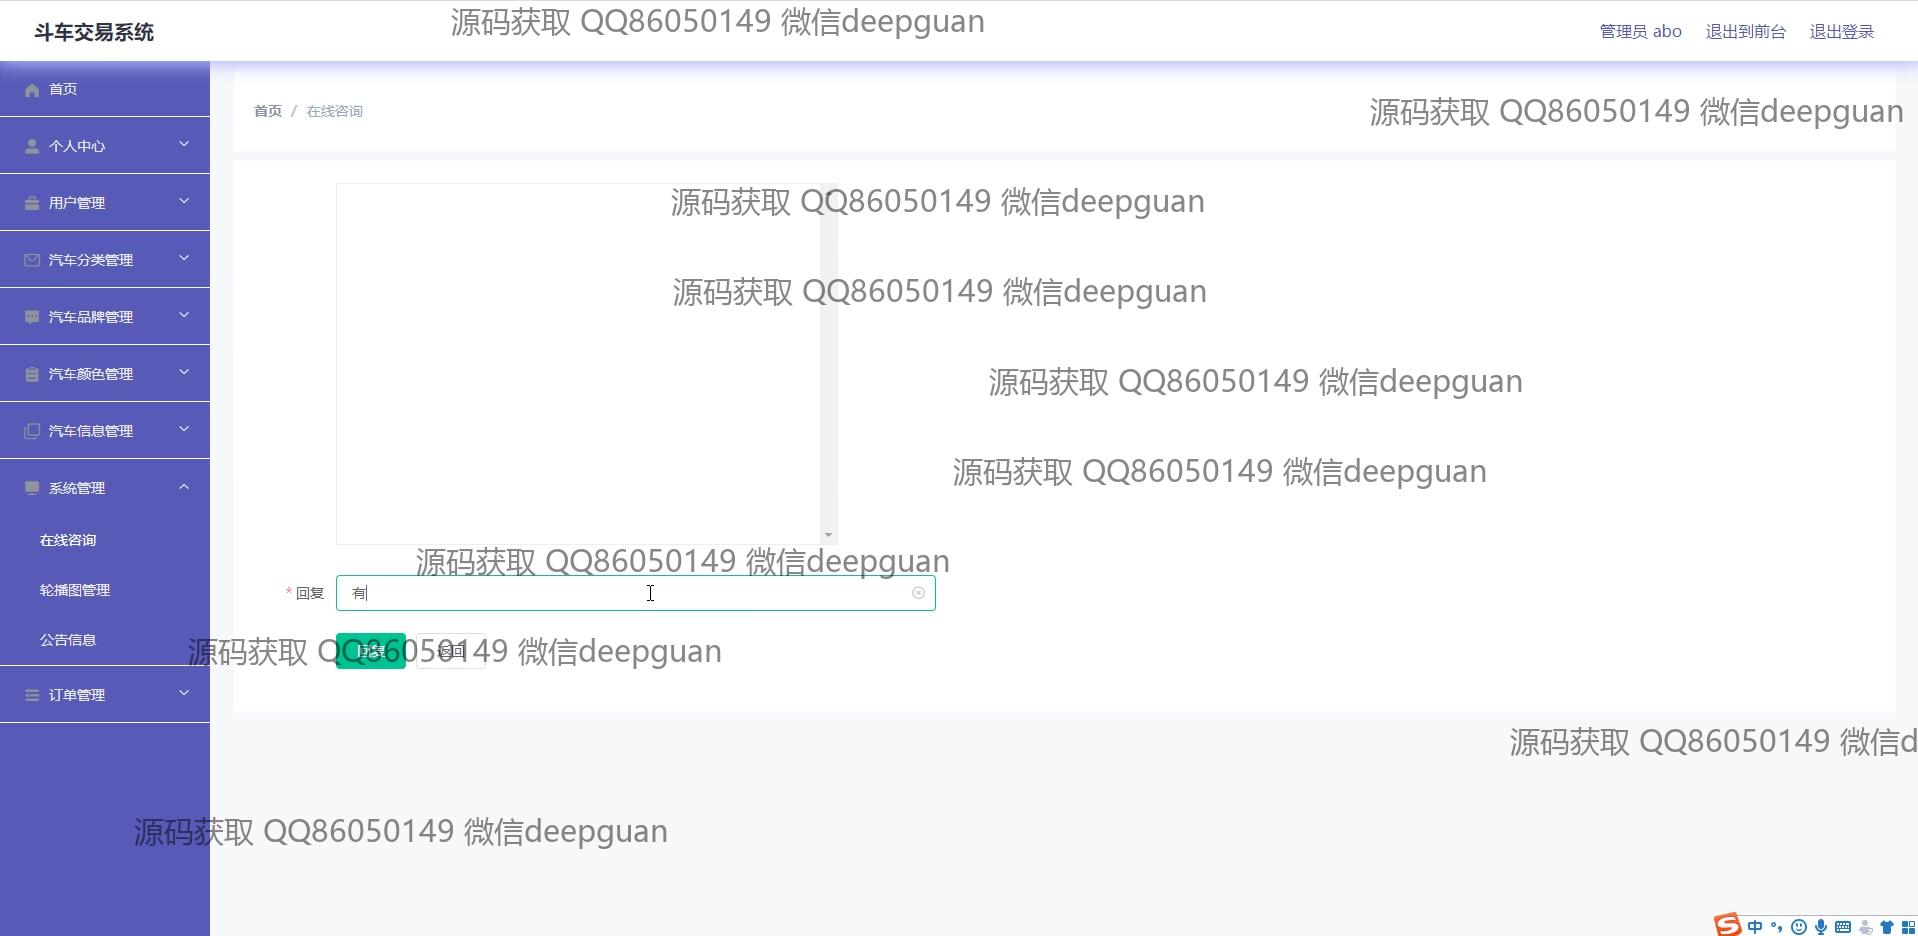 斗车交易系统
源码获取 QQ86050149 微信deepguan
管理员 abo
退出到前台
退出登录
首页
个人中心
用户管理
汽车分类管理
汽车品牌管理
汽车颜色管理
汽车信息管理
系统管理
在线咨询
轮播图管理
公告信息
订单管理
首页 / 在线咨询
源码获取 QQ86050149 微信deepguan
源码获取 QQ86050149 微信deepguan
源码获取 QQ86050149 微信deepguan
源码获取 QQ86050149 微信deepguan
源码获取 QQ86050149 微信deepguan
源码获取 QQ86050149 微信deepguan
* 回复
有
回复
返回
源码获取 QQ86050149 微信deepguan
源码获取 QQ86050149 微信d
源码获取 QQ86050149 微信deepguan
中